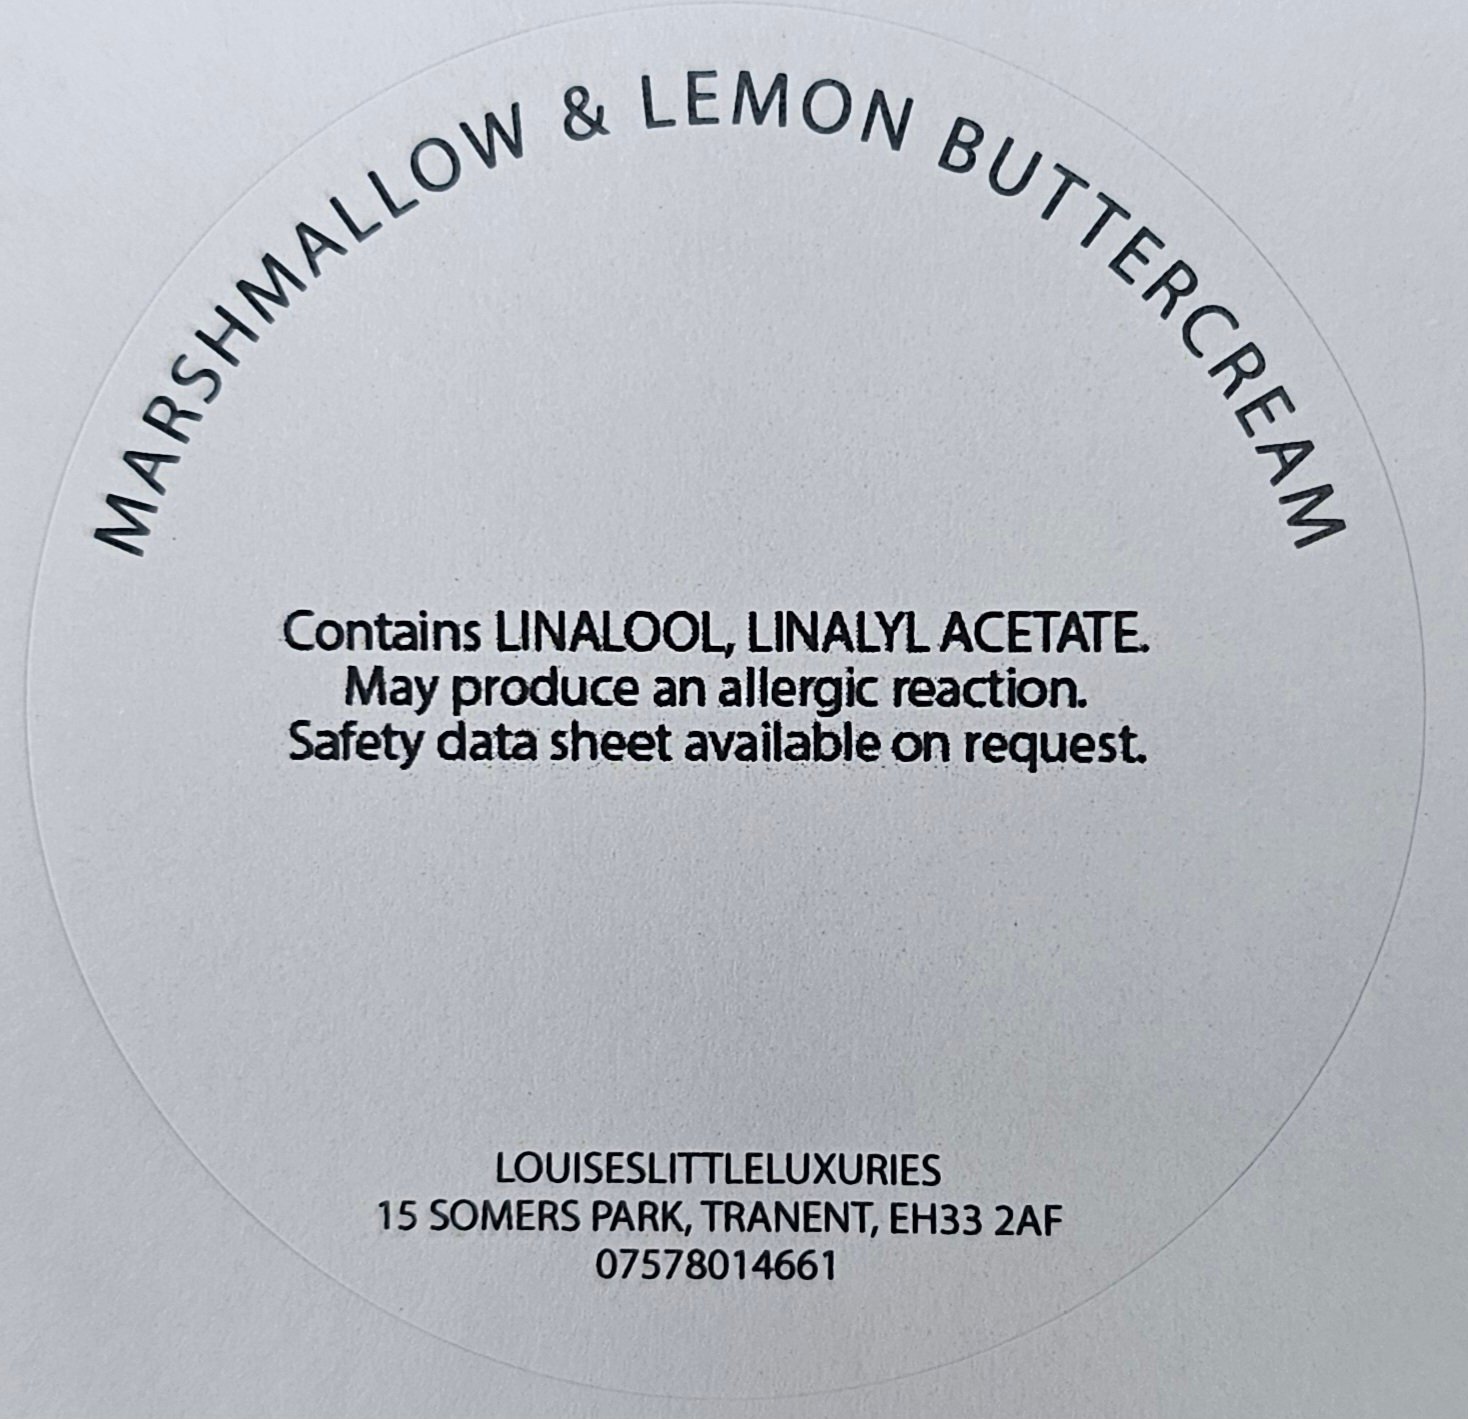 MARSHMALLOW & LEMON BUTTERCREAM
Contains LINALOOL, LINALYL ACETATE.
May produce an allergic reaction.
Safety data sheet available on request.
LOUISESLITTLELUXURIES
15 SOMERS PARK, TRANENT, EH33 2AF
07578014661